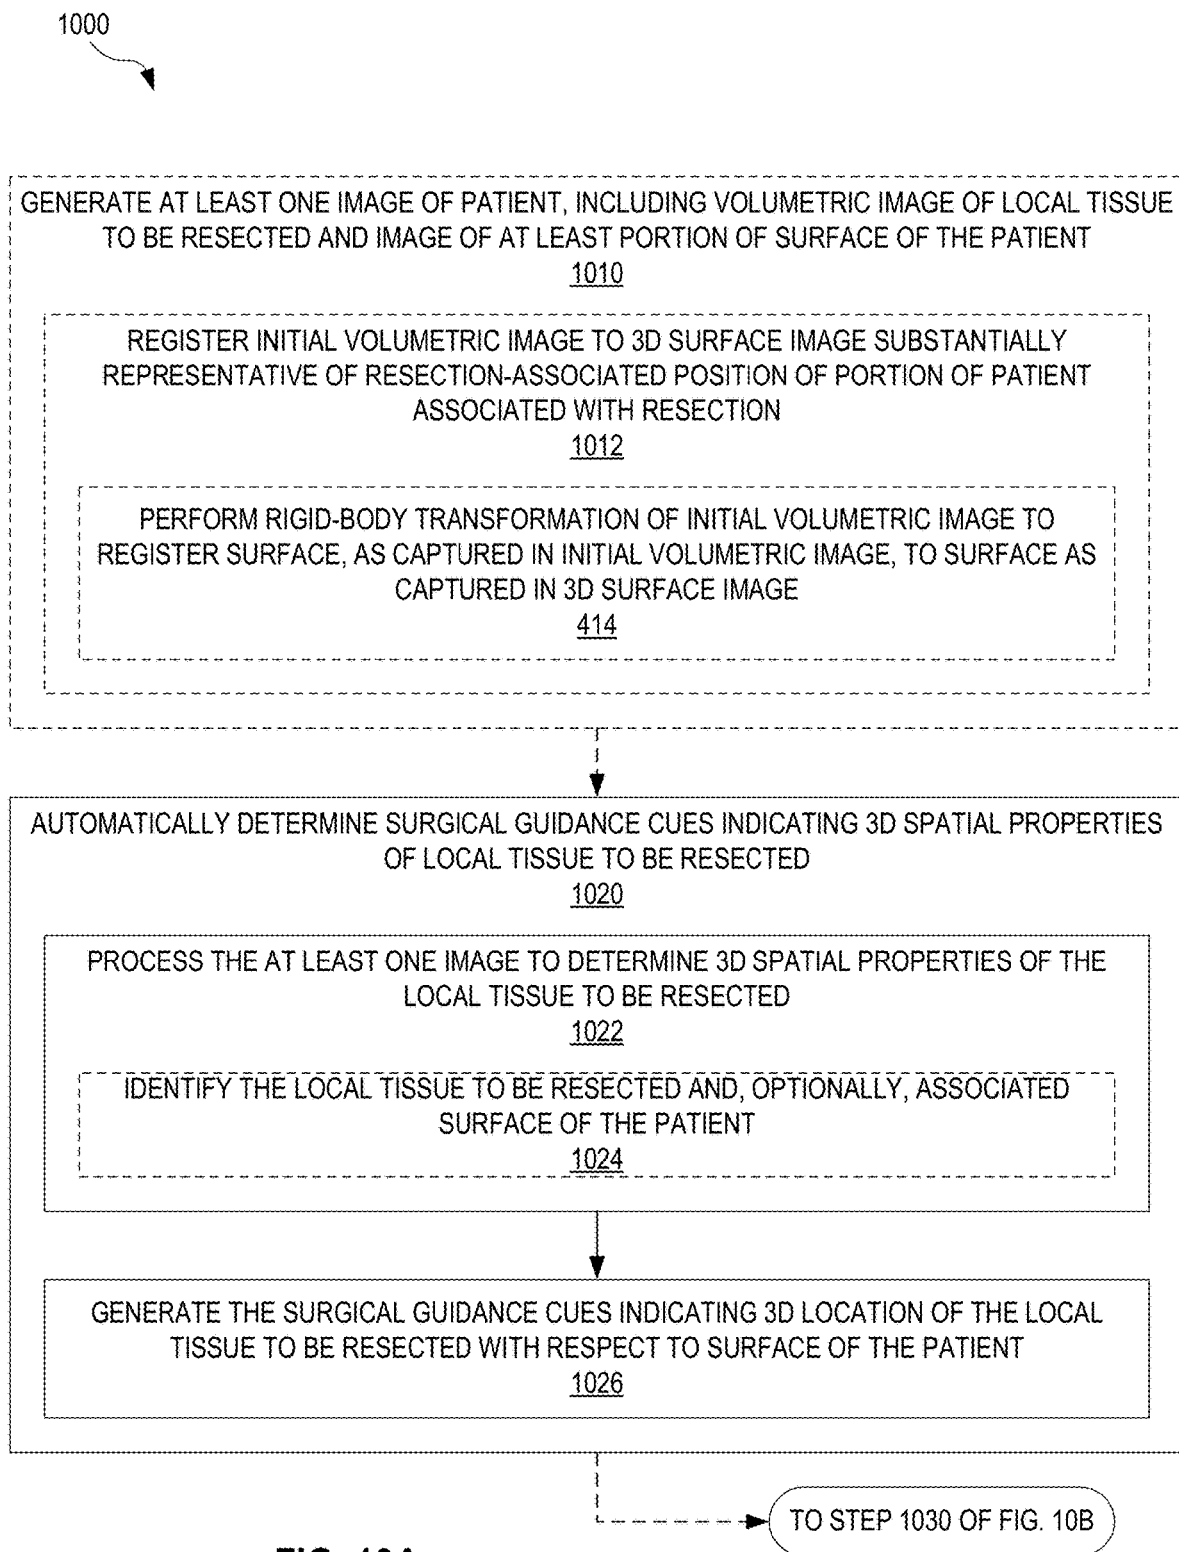 1000
GENERATE AT LEAST ONE IMAGE OF PATIENT, INCLUDING VOLUMETRIC IMAGE OF LOCAL TISSUE
TO BE RESECTED AND IMAGE OF AT LEAST PORTION OF SURFACE OF THE PATIENT
1010
REGISTER INITIAL VOLUMETRIC IMAGE TO 3D SURFACE IMAGE SUBSTANTIALLY
REPRESENTATIVE OF RESECTION-ASSOCIATED POSITION OF PORTION OF PATIENT
ASSOCIATED WITH RESECTION
1012
PERFORM RIGID-BODY TRANSFORMATION OF INITIAL VOLUMETRIC IMAGE TO
REGISTER SURFACE, AS CAPTURED IN INITIAL VOLUMETRIC IMAGE, TO SURFACE AS
CAPTURED IN 3D SURFACE IMAGE
414
AUTOMATICALLY DETERMINE SURGICAL GUIDANCE CUES INDICATING 3D SPATIAL PROPERTIES
OF LOCAL TISSUE TO BE RESECTED
1020
PROCESS THE AT LEAST ONE IMAGE TO DETERMINE 3D SPATIAL PROPERTIES OF THE
LOCAL TISSUE TO BE RESECTED
1022
IDENTIFY THE LOCAL TISSUE TO BE RESECTED AND, OPTIONALLY, ASSOCIATED
SURFACE OF THE PATIENT
1024
GENERATE THE SURGICAL GUIDANCE CUES INDICATING 3D LOCATION OF THE LOCAL
TISSUE TO BE RESECTED WITH RESPECT TO SURFACE OF THE PATIENT
1026
TO STEP 1030 OF FIG. 10B